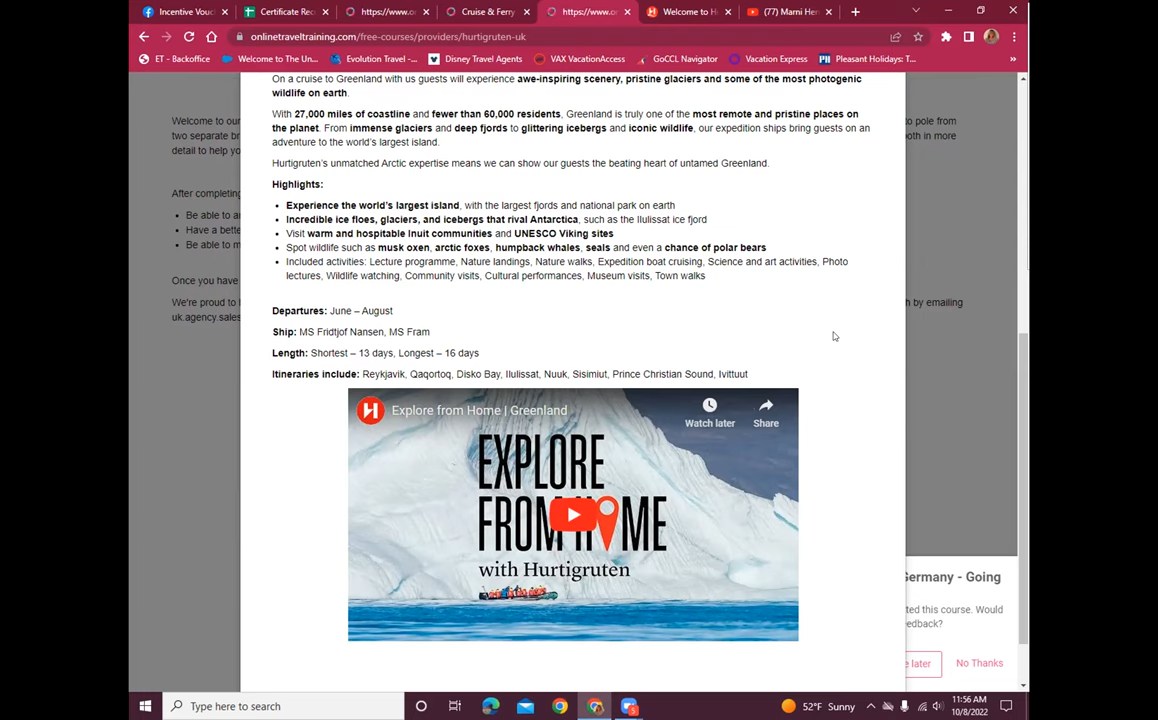 Incentive Vouc
Certificate Rec
https://www.o
Cruise & Ferry
https://www.o
Welcome to H
(77) Marni Her
onlinetraveltraining.com/free-courses/providers/hurtigruten-uk
ET - Backoffice
Welcome to The Un...
Evolution Travel -...
Disney Travel Agents
VAX VacationAccess
GoCCL Navigator
Vacation Express
Pleasant Holidays: T...
On a cruise to Greenland with us guests will experience awe-inspiring scenery, pristine glaciers and some of the most photogenic
wildlife on earth.
With 27,000 miles of coastline and fewer than 60,000 residents, Greenland is truly one of the most remote and pristine places on
the planet. From immense glaciers and deep fjords to glittering icebergs and iconic wildlife, our expedition ships bring guests on an
adventure to the world's largest island.
Hurtigruten's unmatched Arctic expertise means we can show our guests the beating heart of untamed Greenland.
Highlights:
• Experience the world's largest island, with the largest fjords and national park on earth
• Incredible ice floes, glaciers, and icebergs that rival Antarctica, such as the Ilulissat ice fjord
• Visit warm and hospitable Inuit communities and UNESCO Viking sites
• Spot wildlife such as musk oxen, arctic foxes, humpback whales, seals and even a chance of polar bears
• Included activities: Lecture programme, Nature landings, Nature walks, Expedition boat cruising, Science and art activities, Photo
lectures, Wildlife watching, Community visits, Cultural performances, Museum visits, Town walks
Departures: June – August
Ship: MS Fridtjof Nansen, MS Fram
Length: Shortest – 13 days, Longest – 16 days
Itineraries include: Reykjavik, Qaqortoq, Disko Bay, Ilulissat, Nuuk, Sisimiut, Prince Christian Sound, Ivittuut
Explore from Home | Greenland
Watch later
Share
EXPLORE
FROM HOME
with Hurtigruten
Welcome to our
two separate br
detail to help yo
After completing
• Be able to a
• Have a bette
• Be able to m
Once you have
We're proud to
uk.agency.sales
to pole from
both in more
h by emailing
Germany - Going
ted this course. Would
eedback?
e later
No Thanks
Type here to search
52°F Sunny
11:56 AM
10/8/2022